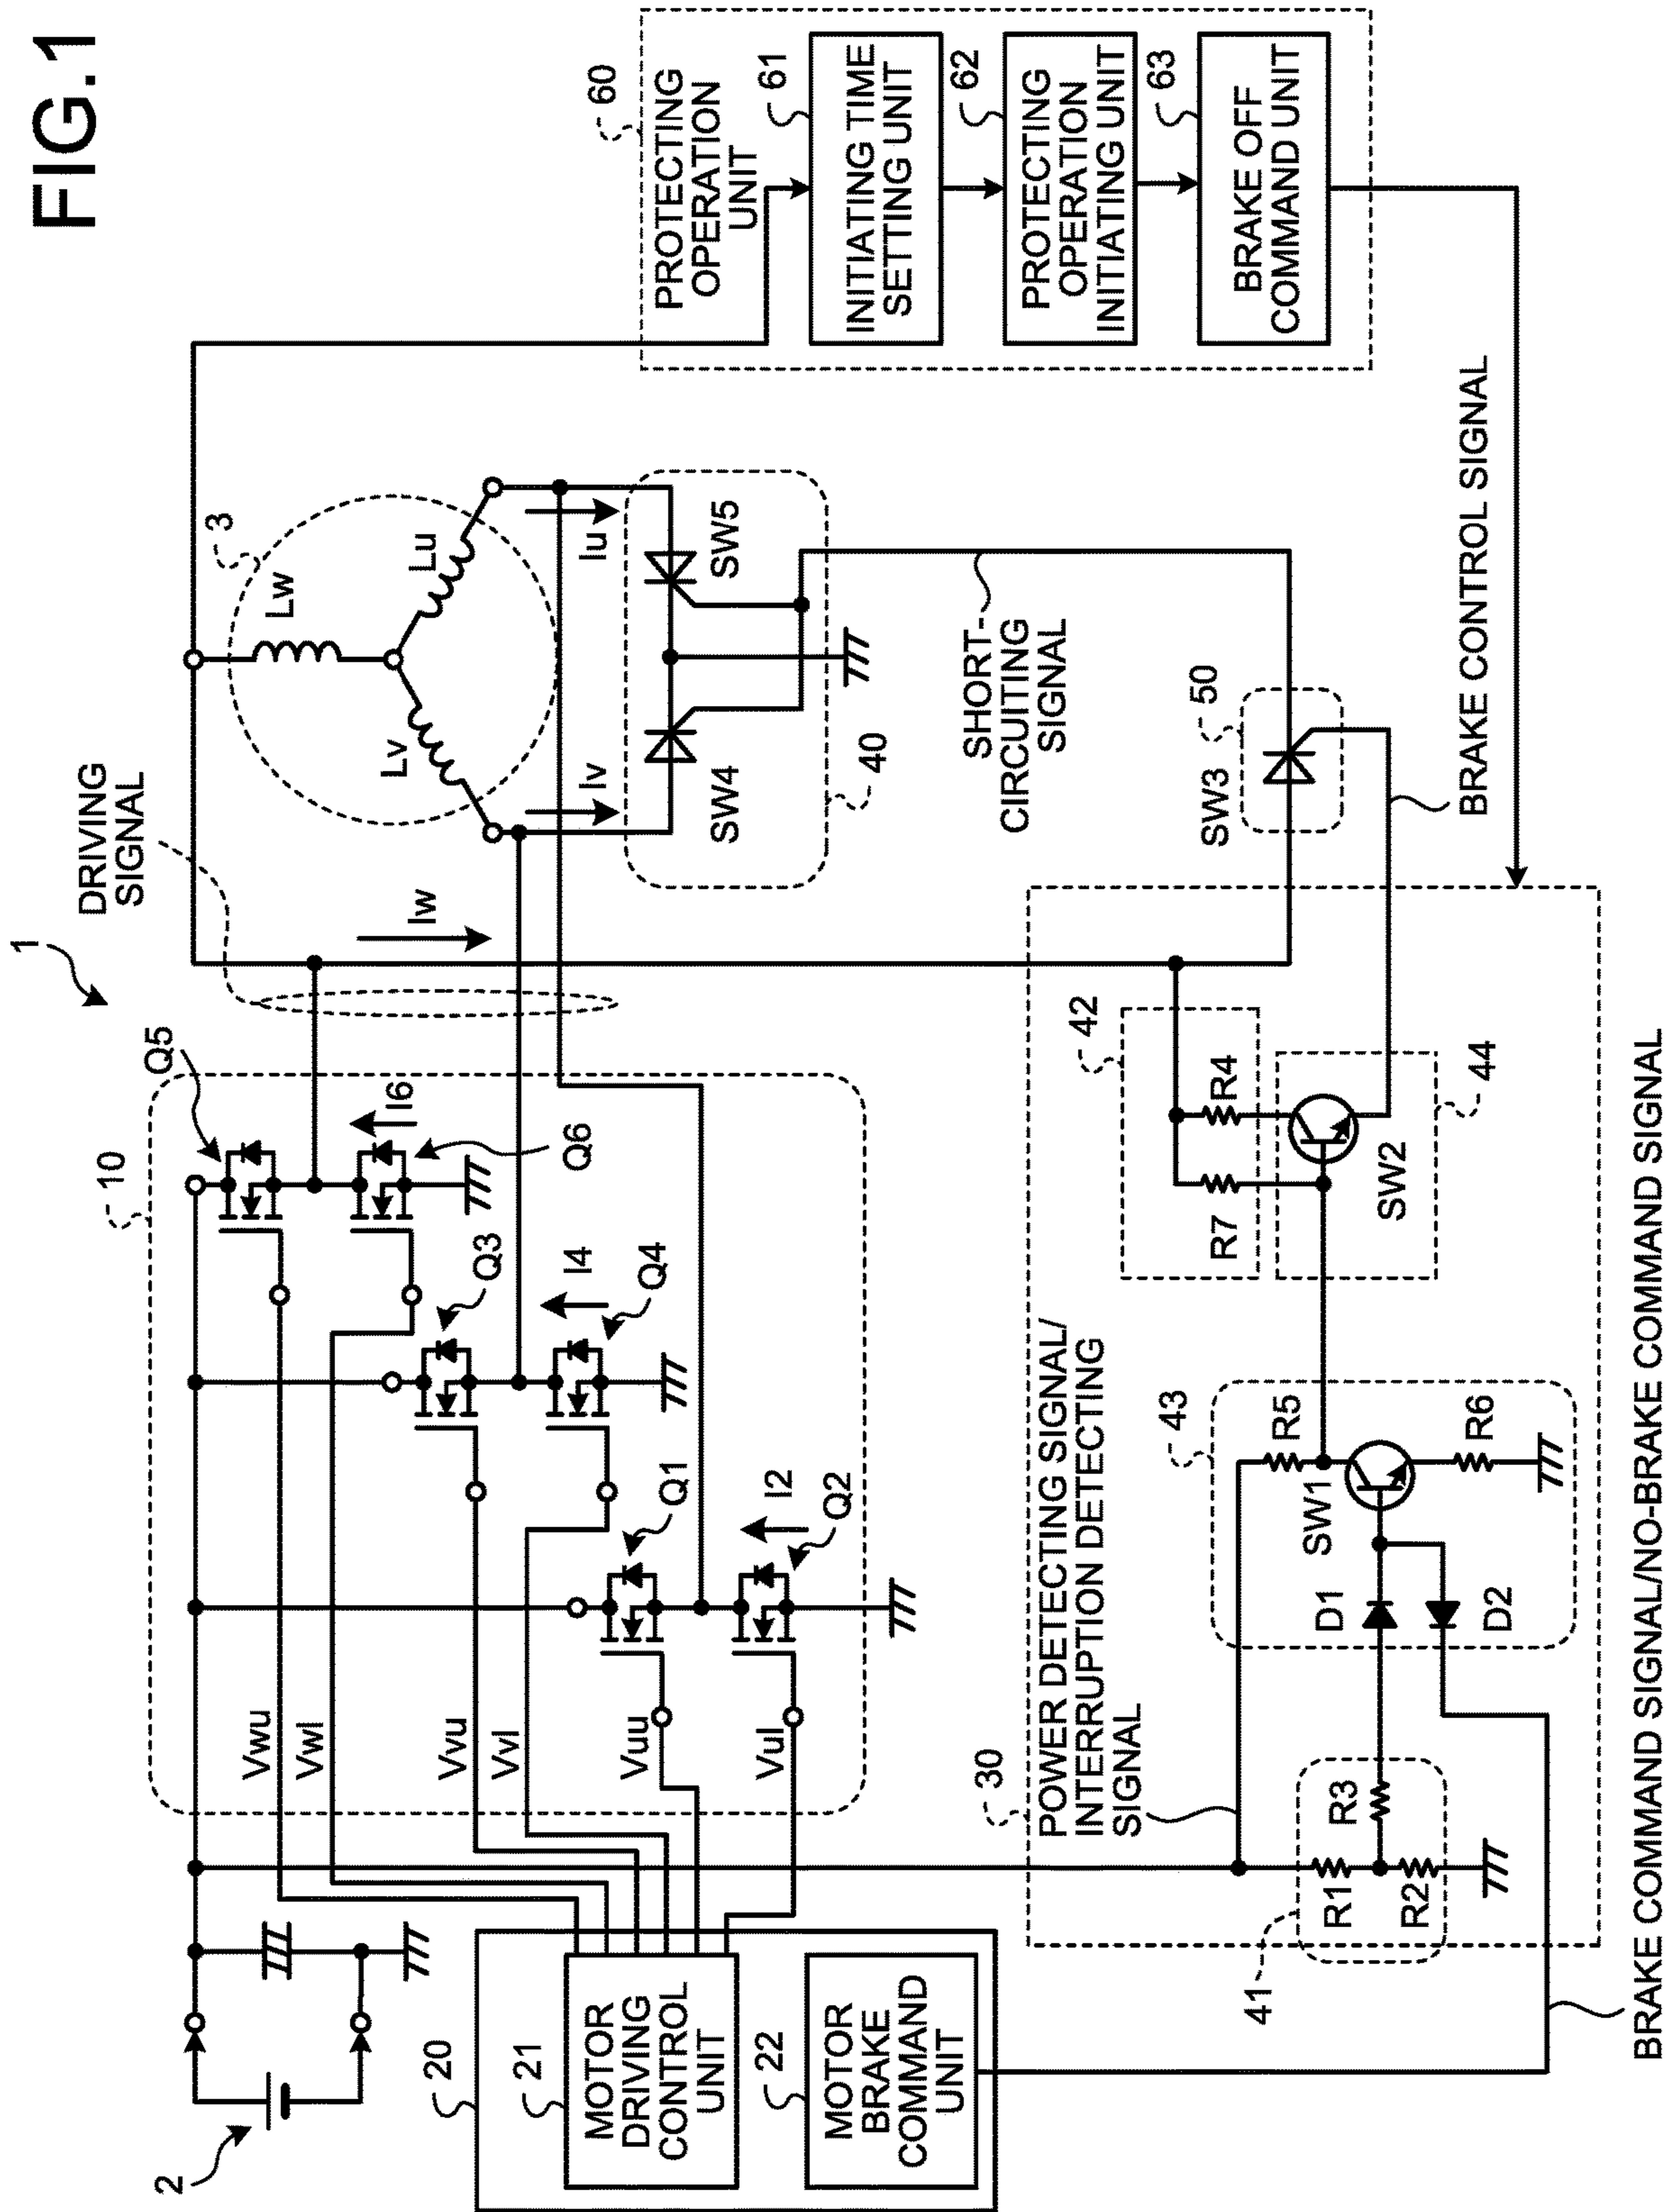 FIG.1
1
2
DRIVING
SIGNAL
3
Lw
Lv
Lu
Iw
Iv
Iu
SW4
SW5
40
10
Q5
I6
Q6
Q3
I4
Q4
Q1
I2
Q2
Vwu
Vwl
Vvu
Vvl
Vuu
Vul
20
21
MOTOR
DRIVING
CONTROL
UNIT
22
MOTOR
BRAKE
COMMAND
UNIT
60
PROTECTING
OPERATION
UNIT
61
INITIATING TIME
SETTING UNIT
62
PROTECTING
OPERATION
INITIATING UNIT
63
BRAKE OFF
COMMAND UNIT
SHORT-
CIRCUITING
SIGNAL
50
SW3
BRAKE CONTROL SIGNAL
30
POWER DETECTING SIGNAL/
INTERRUPTION DETECTING
SIGNAL
42
R4
R7
SW2
44
43
R5
SW1
R6
D1
D2
41
R1
R2
R3
BRAKE COMMAND SIGNAL/NO-BRAKE COMMAND SIGNAL